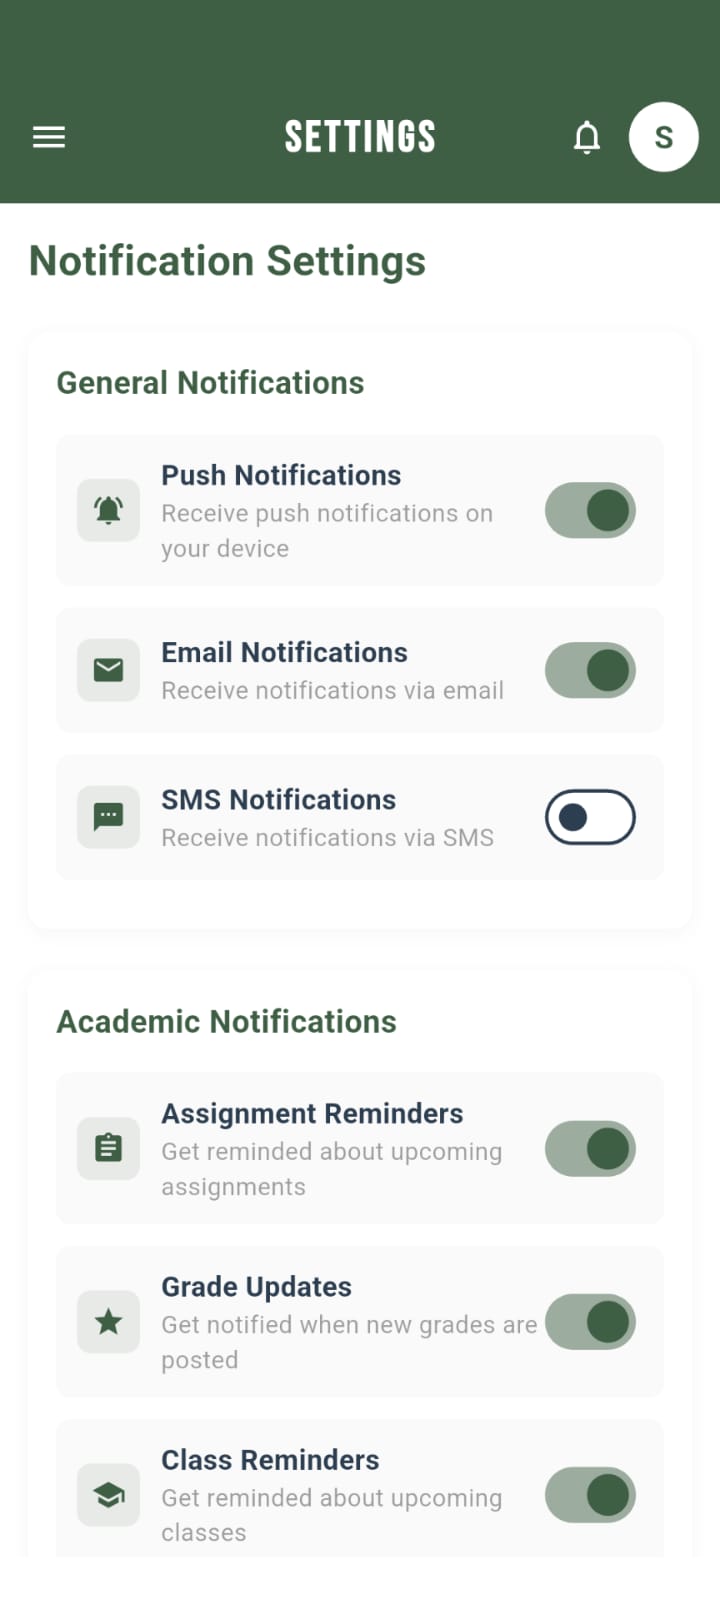 SETTINGS
S
Notification Settings
General Notifications
Push Notifications
Receive push notifications on
your device
Email Notifications
Receive notifications via email
SMS Notifications
Receive notifications via SMS
Academic Notifications
Assignment Reminders
Get reminded about upcoming
assignments
Grade Updates
Get notified when new grades are
posted
Class Reminders
Get reminded about upcoming
classes